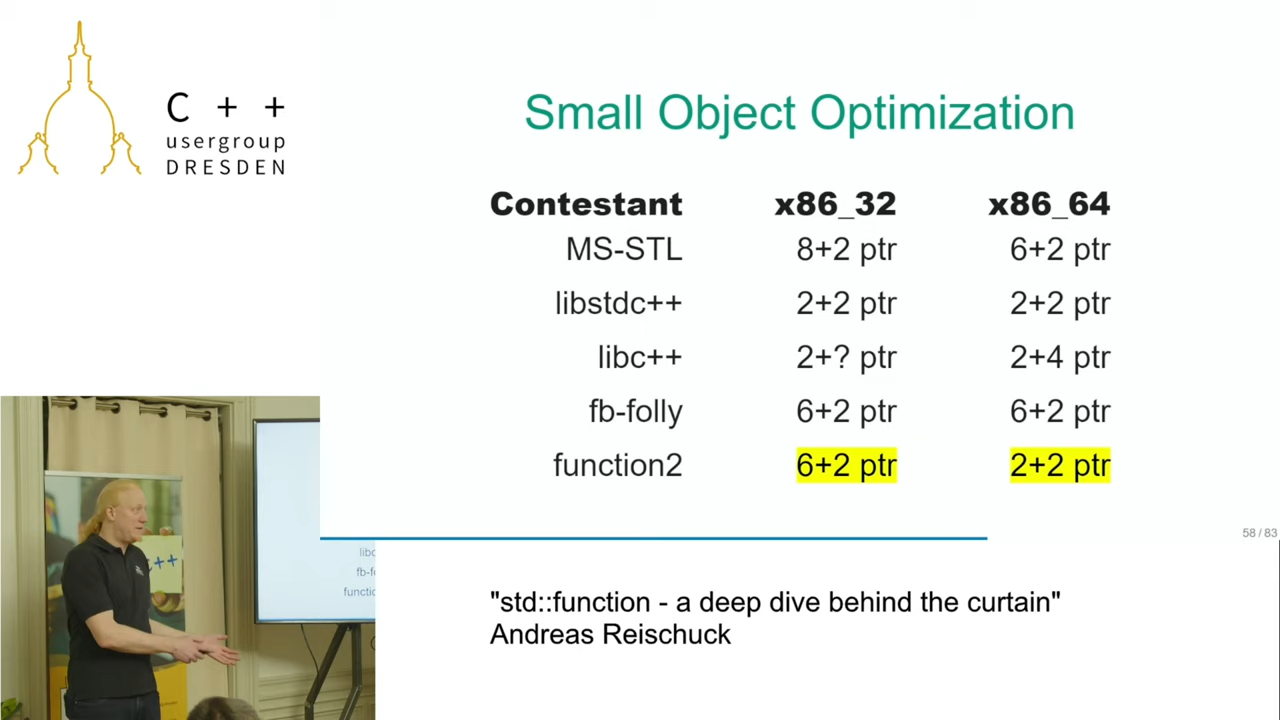 C + +
usergroup
DRESDEN
Small Object Optimization
Contestant x86_32 x86_64
MS-STL 8+2 ptr 6+2 ptr
libstdc++ 2+2 ptr 2+2 ptr
libc++ 2+? ptr 2+4 ptr
fb-folly 6+2 ptr 6+2 ptr
function2 6+2 ptr 2+2 ptr
58 / 83
"std::function - a deep dive behind the curtain"
Andreas Reischuck
++